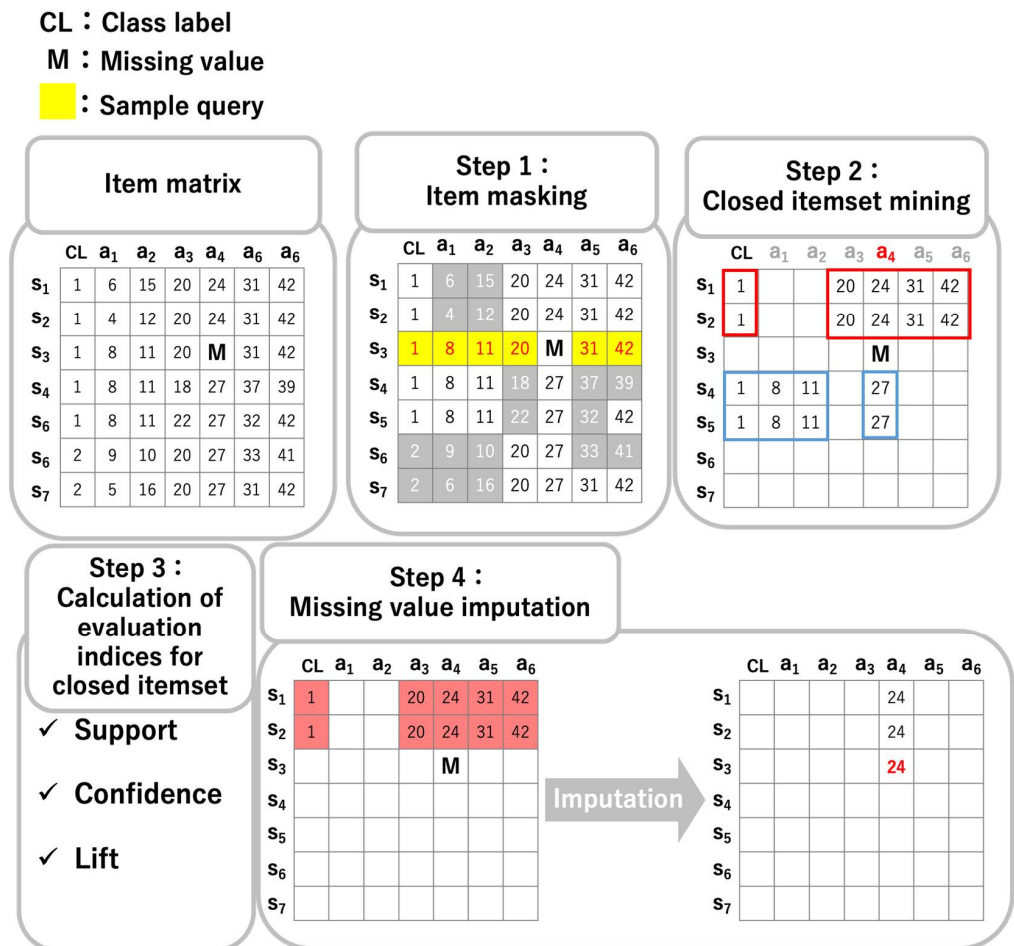 CL：Class label
M：Missing value
：Sample query
Item matrix
CL a1 a2 a3 a4 a6 a6
s1 1 6 15 20 24 31 42
s2 1 4 12 20 24 31 42
s3 1 8 11 20 M 31 42
s4 1 8 11 18 27 37 39
s6 1 8 11 22 27 32 42
s6 2 9 10 20 27 33 41
s7 2 5 16 20 27 31 42
Step 1：
Item masking
CL a1 a2 a3 a4 a5 a6
s1 1 6 15 20 24 31 42
s2 1 4 12 20 24 31 42
s3 1 8 11 20 M 31 42
s4 1 8 11 18 27 37 39
s5 1 8 11 22 27 32 42
s6 2 9 10 20 27 33 41
s7 2 6 16 20 27 31 42
Step 2：
Closed itemset mining
CL a1 a2 a3 a4 a5 a6
s1 1 20 24 31 42
s2 1 20 24 31 42
s3 M
s4 1 8 11 27
s5 1 8 11 27
s6
s7
Step 3：
Calculation of
evaluation
indices for
closed itemset
✓ Support
✓ Confidence
✓ Lift
Step 4：
Missing value imputation
CL a1 a2 a3 a4 a5 a6
s1 1 20 24 31 42
s2 1 20 24 31 42
s3 M
s4
s5
s6
s7
Imputation
CL a1 a2 a3 a4 a5 a6
s1 24
s2 24
s3 24
s4
s5
s6
s7